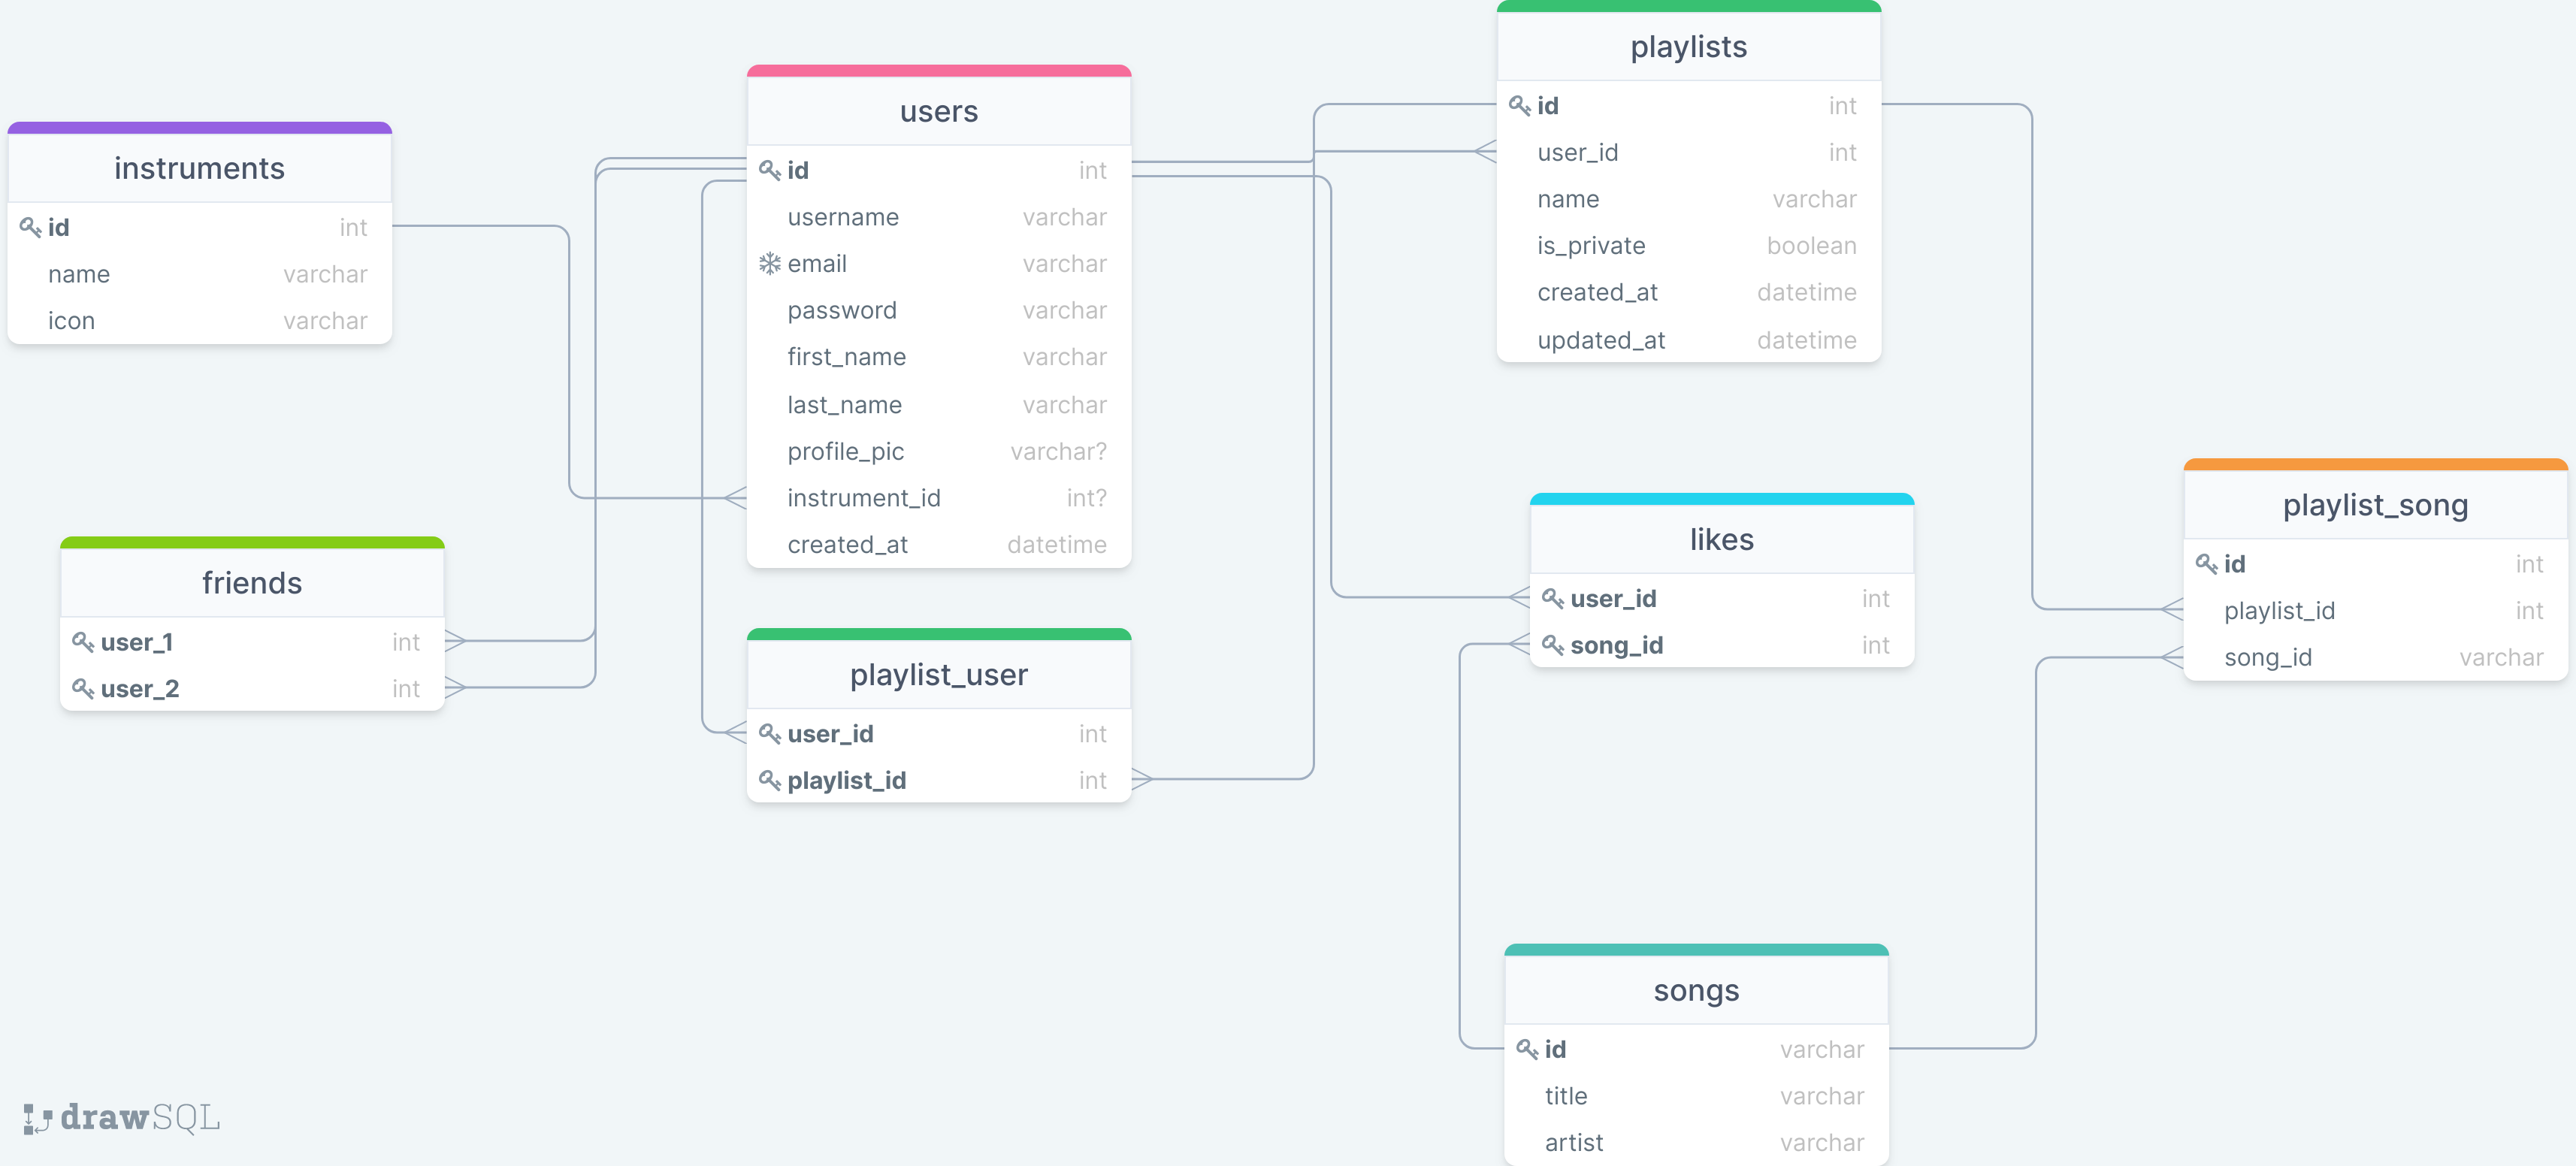 instruments
id int
name varchar
icon varchar
friends
user_1 int
user_2 int
users
id int
username varchar
email varchar
password varchar
first_name varchar
last_name varchar
profile_pic varchar?
instrument_id int?
created_at datetime
playlist_user
user_id int
playlist_id int
playlists
id int
user_id int
name varchar
is_private boolean
created_at datetime
updated_at datetime
likes
user_id int
song_id int
songs
id varchar
title varchar
artist varchar
playlist_song
id int
playlist_id int
song_id varchar
drawSQL